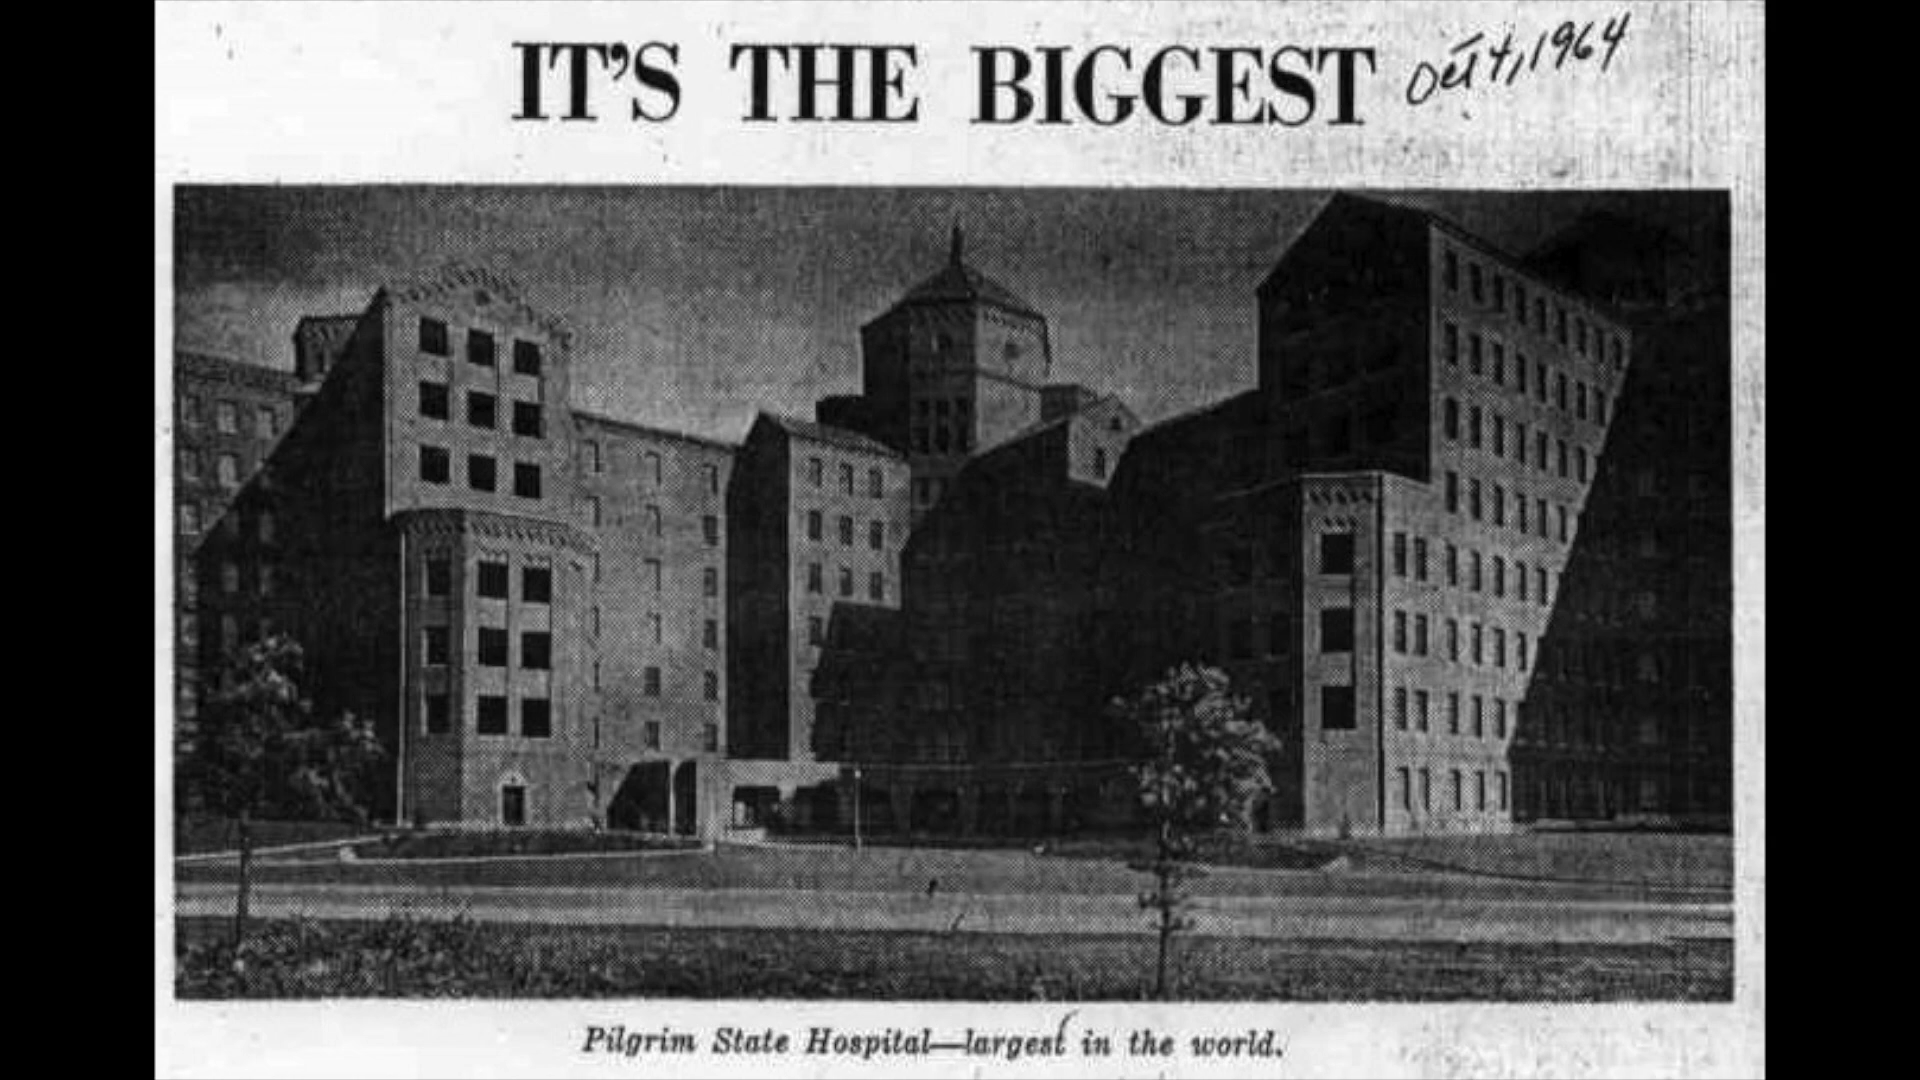 IT'S THE BIGGEST
Oct 4, 1964
Pilgrim State Hospital—largest in the world.